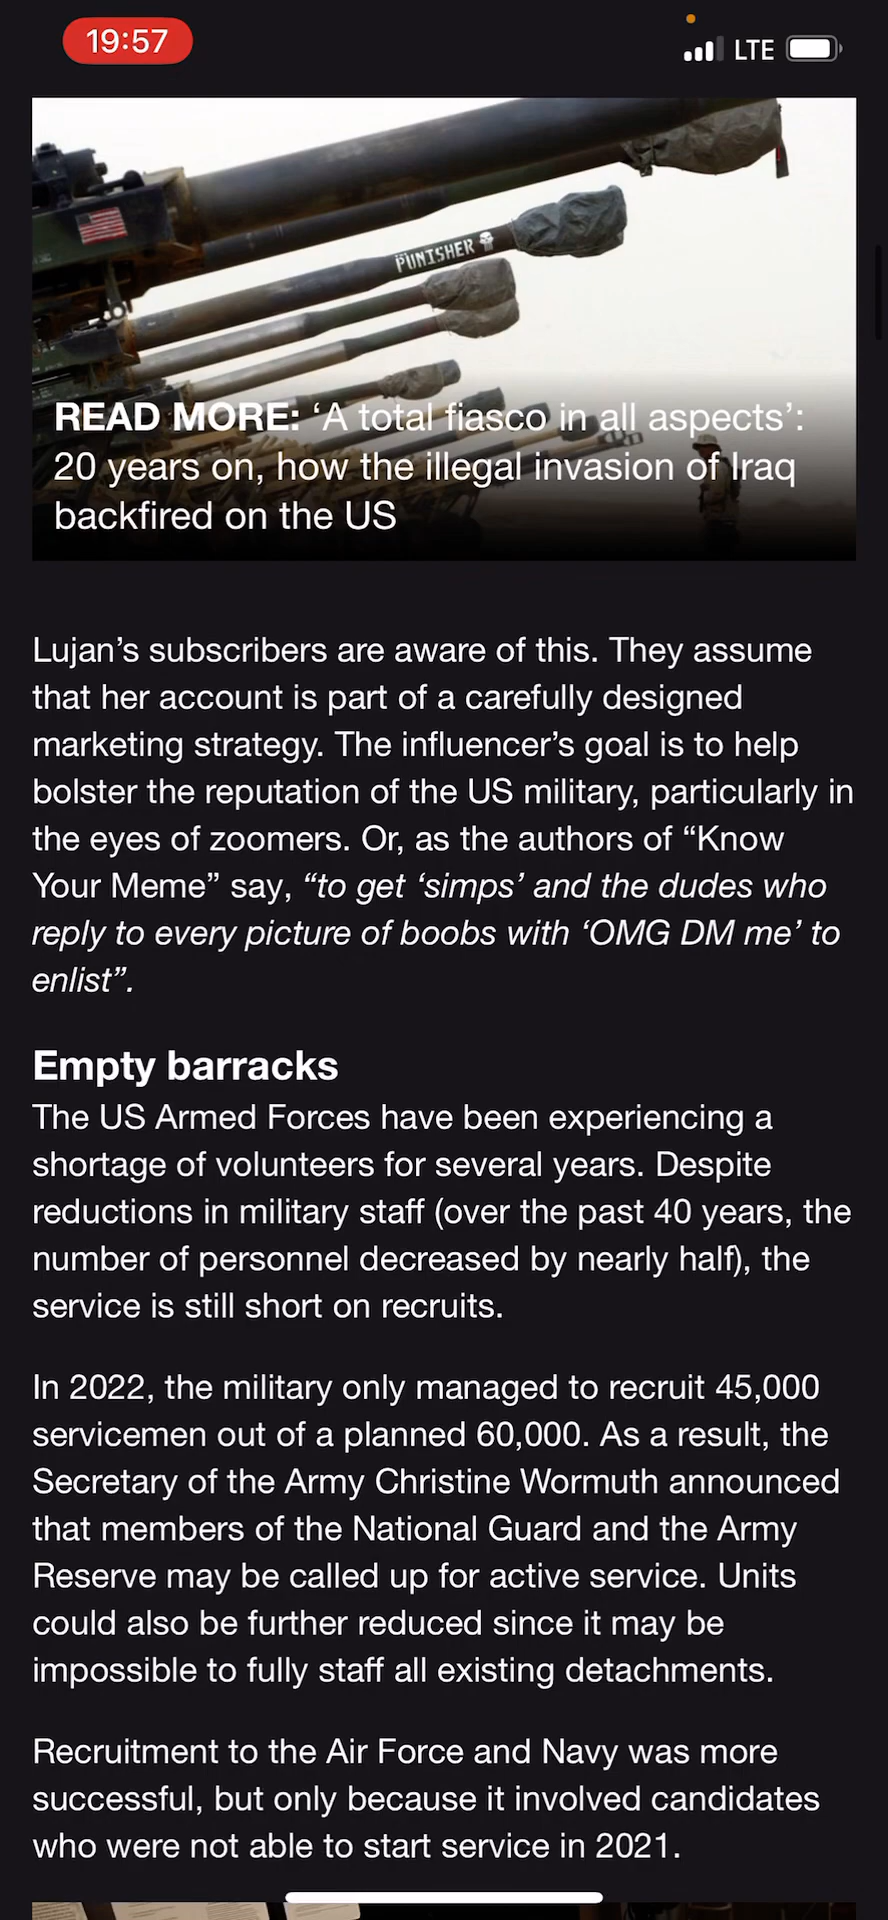 19:57
LTE
PUNISHER
READ MORE: ‘A total fiasco in all aspects’:
20 years on, how the illegal invasion of Iraq
backfired on the US
Lujan’s subscribers are aware of this. They assume
that her account is part of a carefully designed
marketing strategy. The influencer’s goal is to help
bolster the reputation of the US military, particularly in
the eyes of zoomers. Or, as the authors of “Know
Your Meme” say, “to get ‘simps’ and the dudes who
reply to every picture of boobs with ‘OMG DM me’ to
enlist”.
Empty barracks
The US Armed Forces have been experiencing a
shortage of volunteers for several years. Despite
reductions in military staff (over the past 40 years, the
number of personnel decreased by nearly half), the
service is still short on recruits.
In 2022, the military only managed to recruit 45,000
servicemen out of a planned 60,000. As a result, the
Secretary of the Army Christine Wormuth announced
that members of the National Guard and the Army
Reserve may be called up for active service. Units
could also be further reduced since it may be
impossible to fully staff all existing detachments.
Recruitment to the Air Force and Navy was more
successful, but only because it involved candidates
who were not able to start service in 2021.